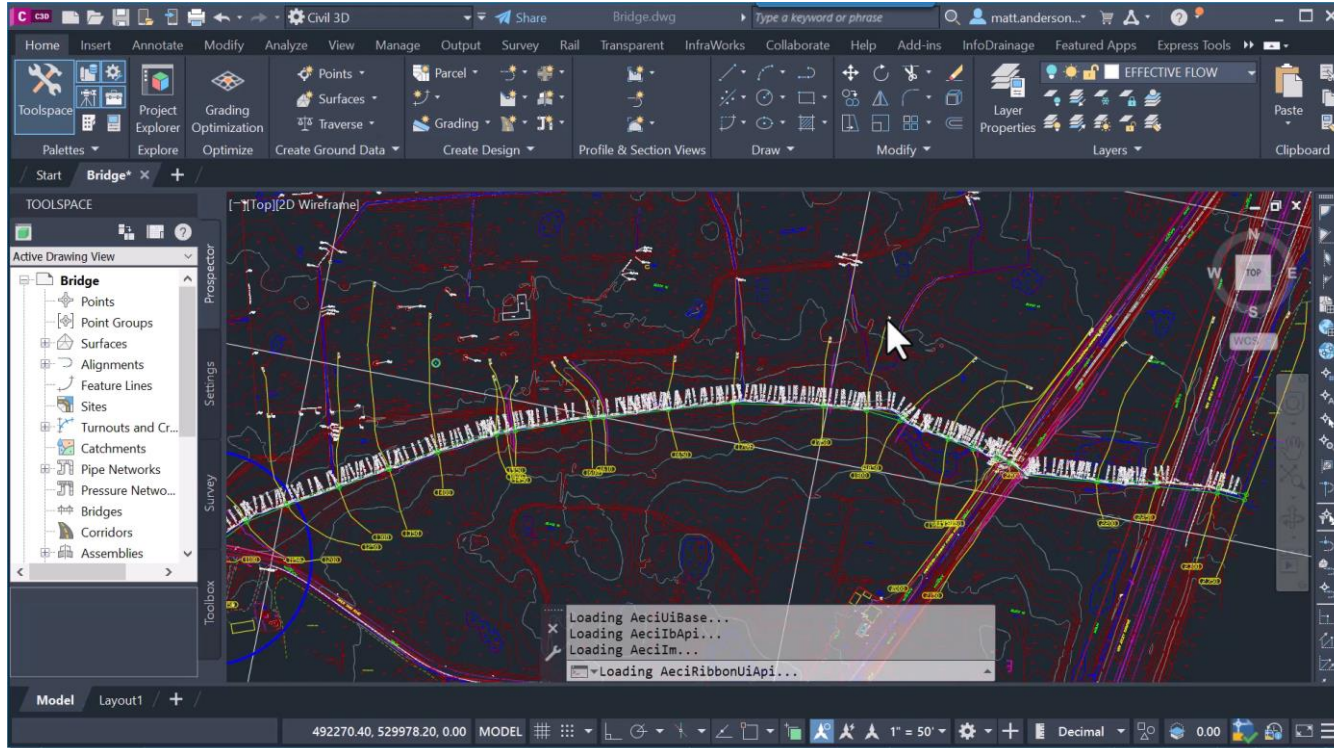 C C3D Civil 3D Share Bridge.dwg Type a keyword or phrase matt.anderson...
Home Insert Annotate Modify Analyze View Manage Output Survey Rail Transparent InfraWorks Collaborate Help Add-ins InfoDrainage Featured Apps Express Tools
Points Parcel EFFECTIVE FLOW
Toolspace Project Explorer Grading Optimization Surfaces Layer Properties Paste
Traverse Grading
Palettes Explore Optimize Create Ground Data Create Design Profile & Section Views Draw Modify Layers Clipboard
Start Bridge* +
TOOLSPACE [-][Top][2D Wireframe]
Active Drawing View
Bridge
Points
Point Groups
Surfaces
Alignments
Feature Lines
Sites
Turnouts and Cr...
Catchments
Pipe Networks
Pressure Netwo...
Bridges
Corridors
Assemblies
Prospector
Settings
Survey
Toolbox
N
W TOP E
S
WCS
Loading AeciUiBase...
Loading AeciIbApi...
Loading AeciIm...
Loading AeciRibbonUiApi...
Model Layout1 +
492270.40, 529978.20, 0.00 MODEL 1" = 50' Decimal 0.00